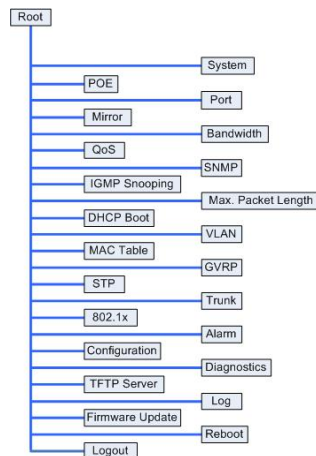 Root
System
POE
Port
Mirror
Bandwidth
QoS
SNMP
IGMP Snooping
Max. Packet Length
DHCP Boot
VLAN
MAC Table
GVRP
STP
Trunk
802.1x
Alarm
Configuration
Diagnostics
TFTP Server
Log
Firmware Update
Reboot
Logout